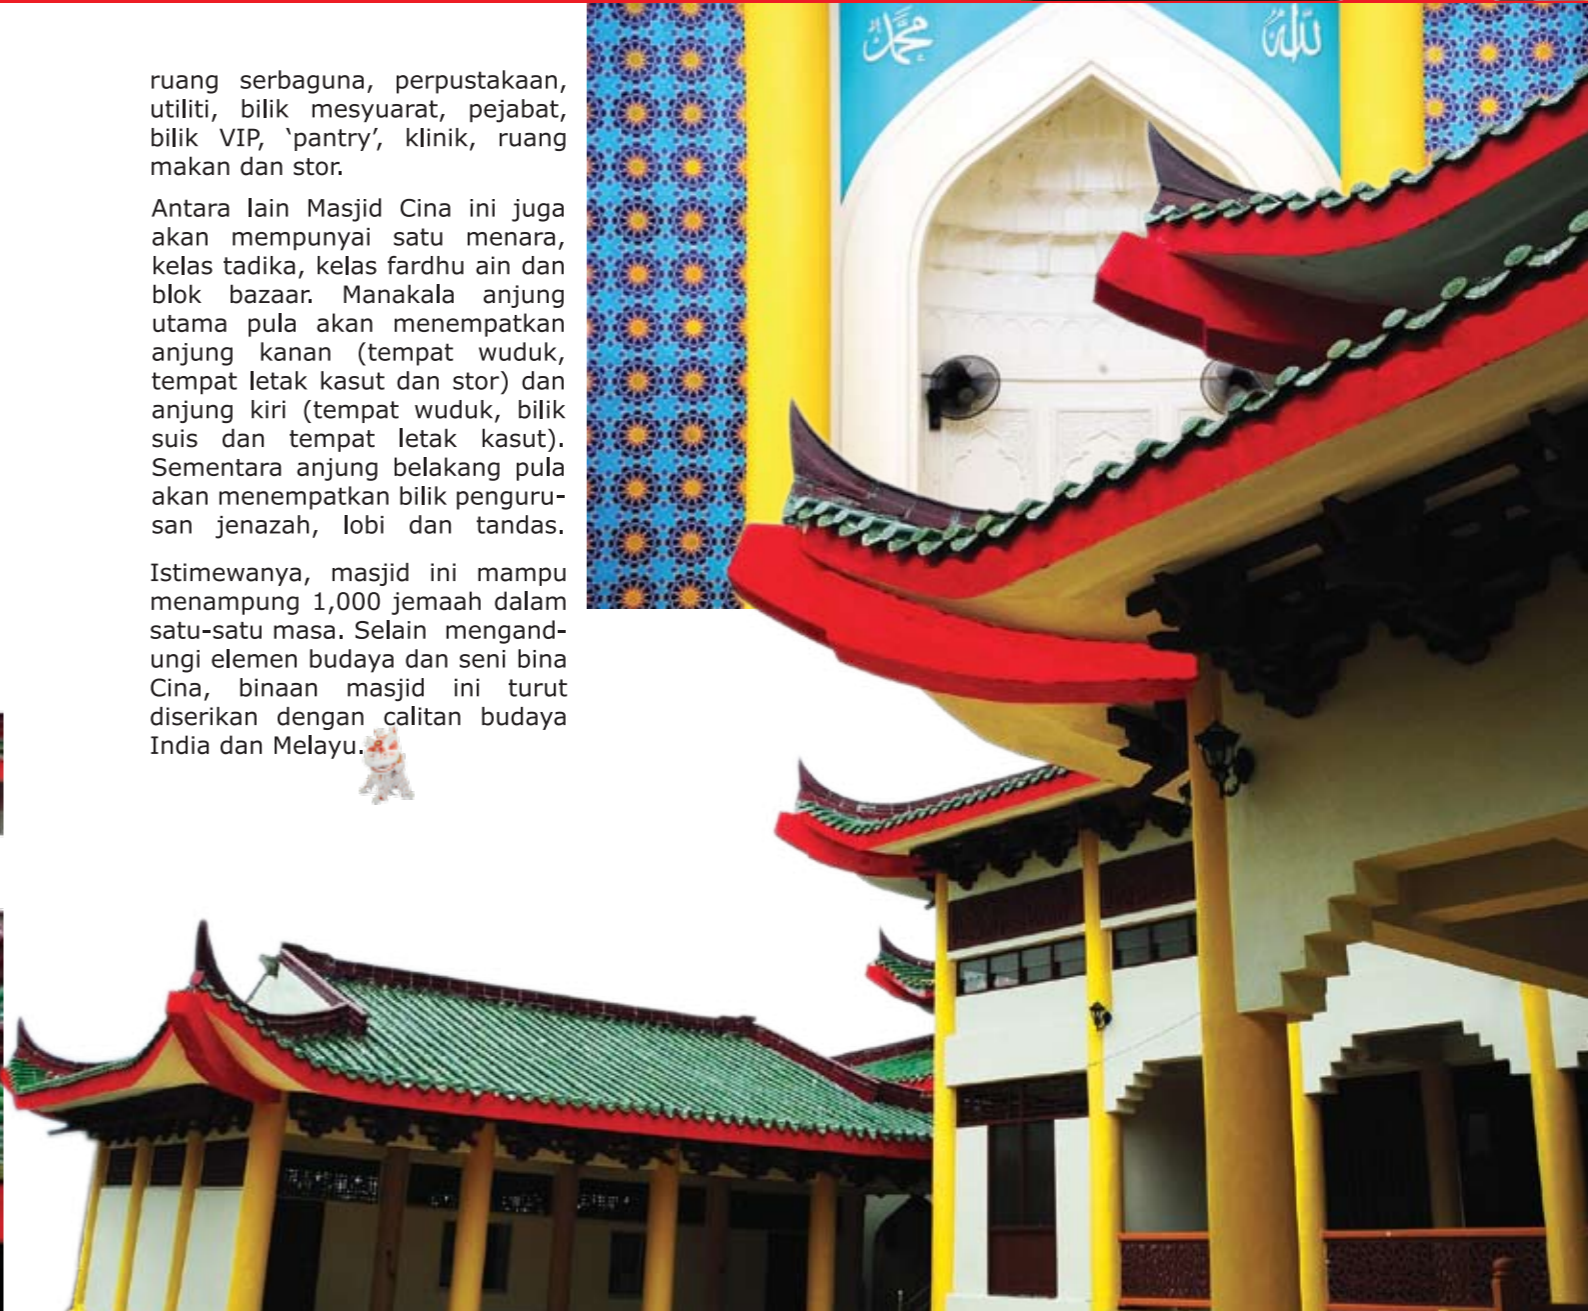 محمد
الله
ruang serbaguna, perpustakaan,
utiliti, bilik mesyuarat, pejabat,
bilik VIP, ‘pantry’, klinik, ruang
makan dan stor.
Antara lain Masjid Cina ini juga
akan mempunyai satu menara,
kelas tadika, kelas fardhu ain dan
blok bazaar. Manakala anjung
utama pula akan menempatkan
anjung kanan (tempat wuduk,
tempat letak kasut dan stor) dan
anjung kiri (tempat wuduk, bilik
suis dan tempat letak kasut).
Sementara anjung belakang pula
akan menempatkan bilik penguru-
san jenazah, lobi dan tandas.
Istimewanya, masjid ini mampu
menampung 1,000 jemaah dalam
satu-satu masa. Selain mengand-
ungi elemen budaya dan seni bina
Cina, binaan masjid ini turut
diserikan dengan calitan budaya
India dan Melayu.